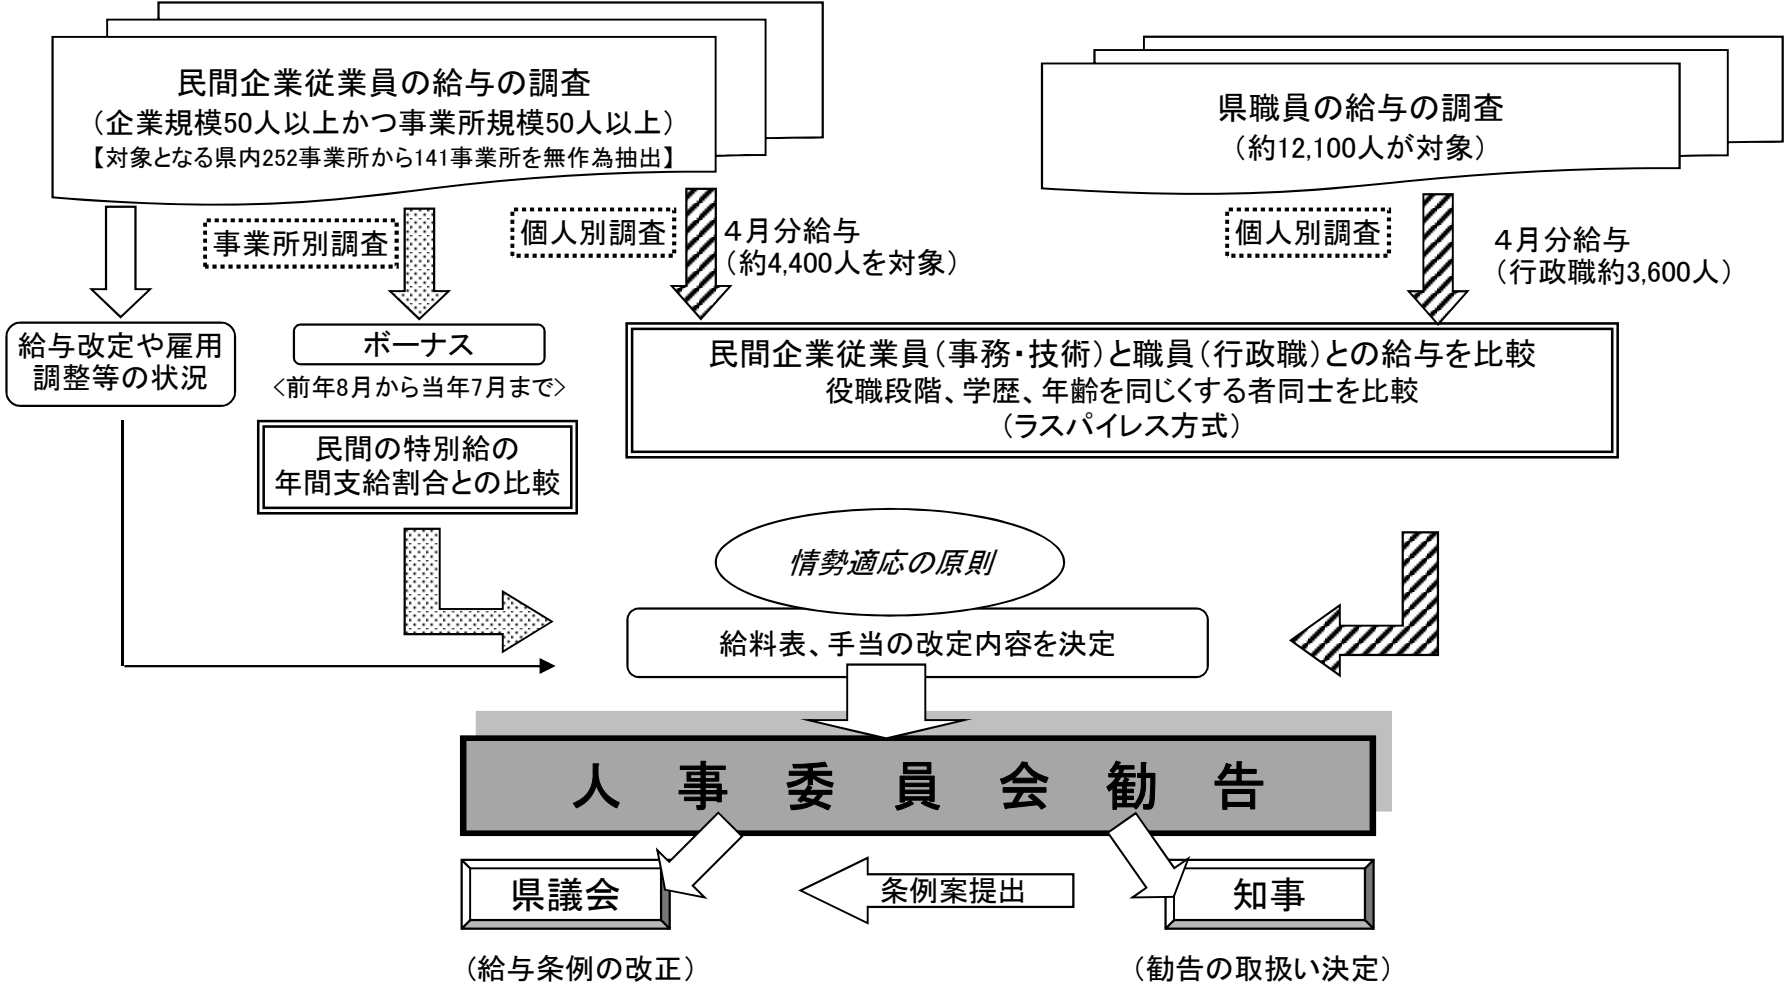 民間企業従業員の給与の調査
（企業規模50人以上かつ事業所規模50人以上）
【対象となる県内252事業所から141事業所を無作為抽出】
県職員の給与の調査
（約12,100人が対象）
事業所別調査
個人別調査
４月分給与
（約4,400人を対象）
個人別調査
４月分給与
（行政職約3,600人）
給与改定や雇用
調整等の状況
ボーナス
<前年8月から当年7月まで>
民間の特別給の
年間支給割合との比較
民間企業従業員（事務・技術）と職員（行政職）との給与を比較
役職段階、学歴、年齢を同じくする者同士を比較
（ラスパイレス方式）
情勢適応の原則
給料表、手当の改定内容を決定
人事委員会勧告
県議会
条例案提出
知事
（給与条例の改正）
（勧告の取扱い決定）